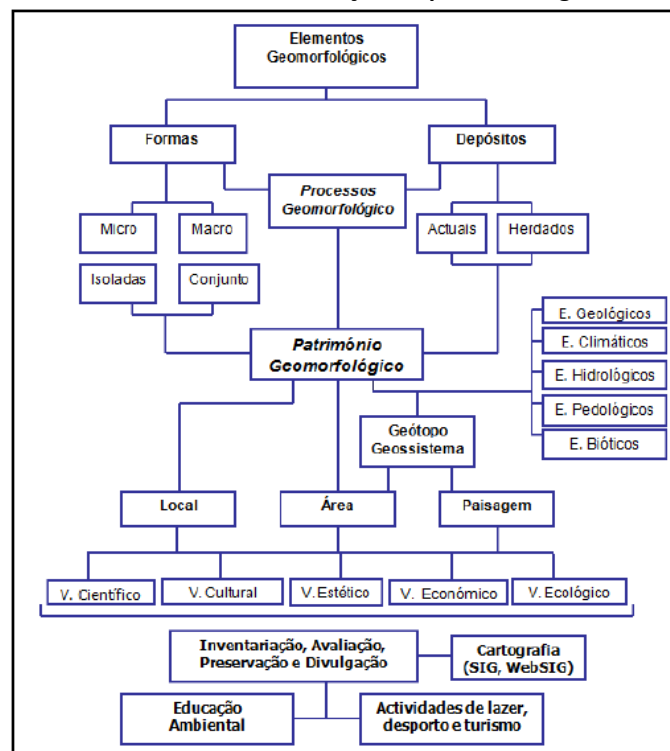 Elementos
Geomorfológicos
Formas
Depósitos
Processos
Geomorfológico
Micro
Macro
Actuais
Herdados
Isoladas
Conjunto
E. Geológicos
E. Climáticos
E. Hidrológicos
E. Pedológicos
E. Bióticos
Património
Geomorfológico
Geótopo
Geossistema
Local
Área
Paisagem
V. Científico
V. Cultural
V. Estético
V. Económico
V. Ecológico
Inventariação, Avaliação,
Preservação e Divulgação
Cartografia
(SIG, WebSIG)
Educação
Ambiental
Actividades de lazer,
desporto e turismo